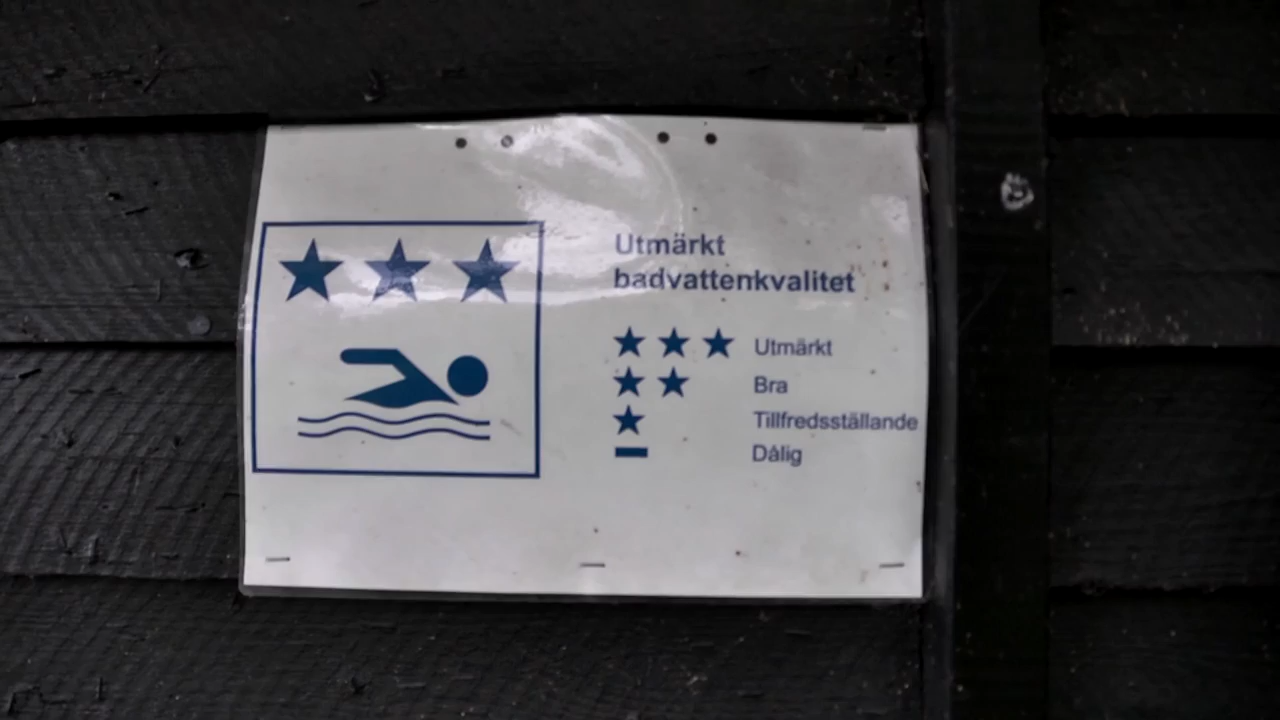 Utmärkt
badvattenkvalitet
Utmärkt
Bra
Tillfredsställande
Dålig